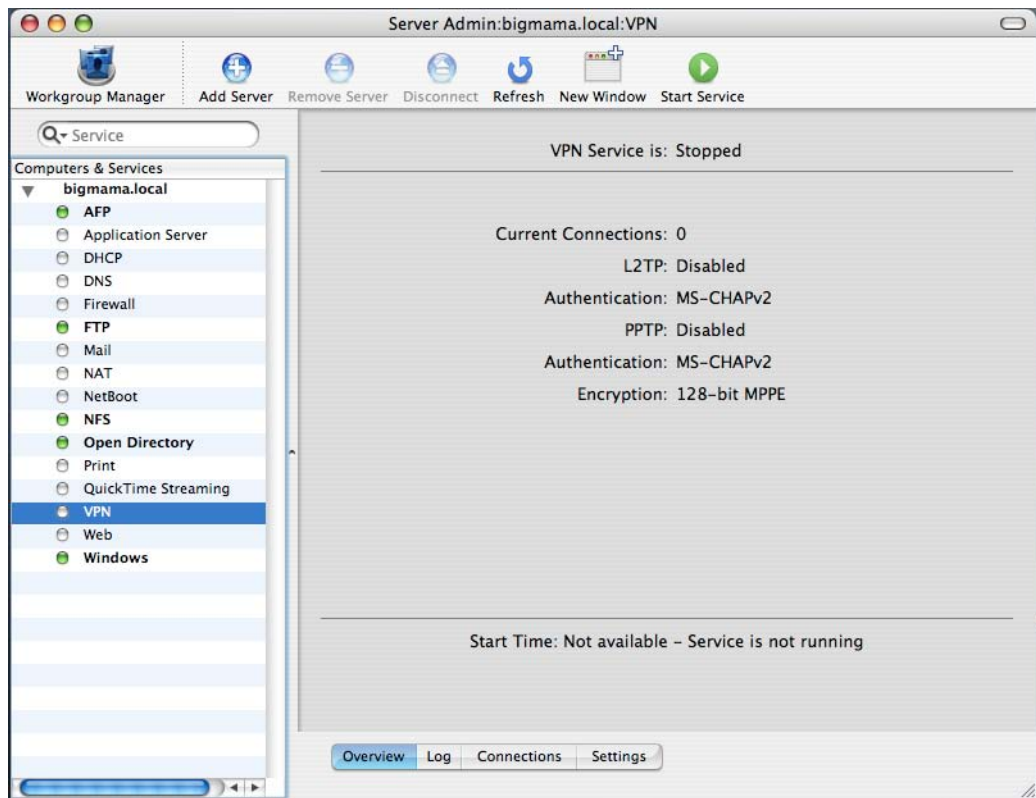 Server Admin:bigmama.local:VPN
Workgroup Manager Add Server Remove Server Disconnect Refresh New Window Start Service
Service
Computers & Services
bigmama.local
AFP
Application Server
DHCP
DNS
Firewall
FTP
Mail
NAT
NetBoot
NFS
Open Directory
Print
QuickTime Streaming
VPN
Web
Windows
VPN Service is: Stopped
Current Connections: 0
L2TP: Disabled
Authentication: MS-CHAPv2
PPTP: Disabled
Authentication: MS-CHAPv2
Encryption: 128-bit MPPE
Start Time: Not available – Service is not running
Overview Log Connections Settings